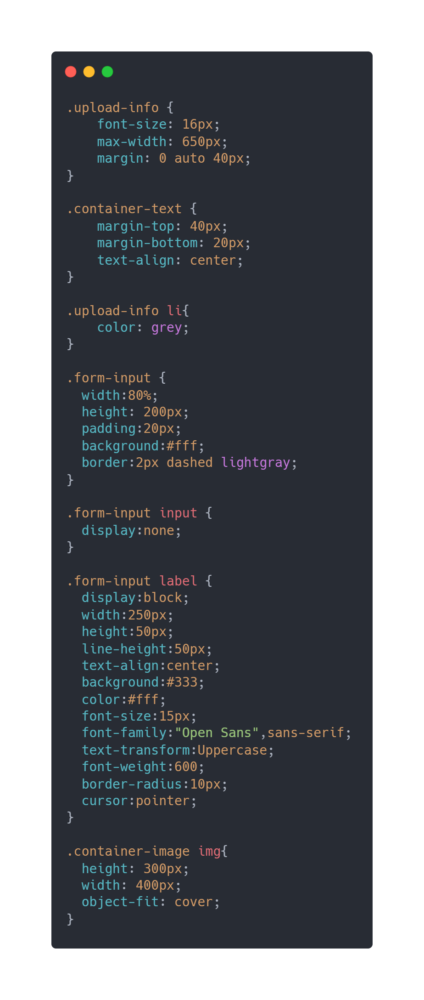 .upload-info {
    font-size: 16px;
    max-width: 650px;
    margin: 0 auto 40px;
}

.container-text {
    margin-top: 40px;
    margin-bottom: 20px;
    text-align: center;
}

.upload-info li{
    color: grey;
}

.form-input {
  width:80%;
  height: 200px;
  padding:20px;
  background:#fff;
  border:2px dashed lightgray;
}

.form-input input {
  display:none;
}

.form-input label {
  display:block;
  width:250px;
  height:50px;
  line-height:50px;
  text-align:center;
  background:#333;
  color:#fff;
  font-size:15px;
  font-family:"Open Sans",sans-serif;
  text-transform:Uppercase;
  font-weight:600;
  border-radius:10px;
  cursor:pointer;
}

.container-image img{
  height: 300px;
  width: 400px;
  object-fit: cover;
}